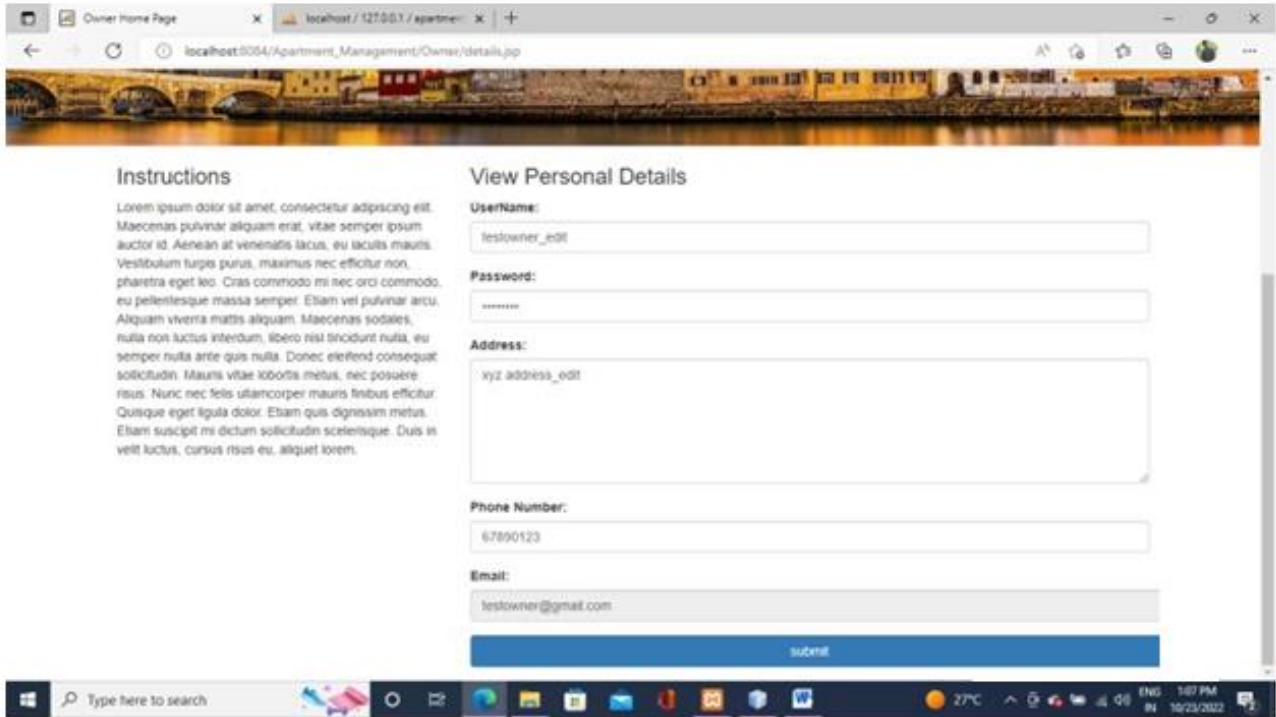 Owner Home Page
localhost / 127.0.0.1 / apartmen
localhost:8084/Apartment_Management/Owner/details.jsp
Instructions
Lorem ipsum dolor sit amet, consectetur adipiscing elit.
Maecenas pulvinar aliquam erat, vitae semper ipsum
auctor id. Aenean at venenatis lacus, eu iaculis mauris.
Vestibulum turpis purus, maximus nec efficitur non,
pharetra eget leo. Cras commodo mi nec orci commodo,
eu pellentesque massa semper. Etiam vel pulvinar arcu.
Aliquam viverra mattis aliquam. Maecenas sodales,
nulla non luctus interdum, libero nisl tincidunt nulla, eu
semper nulla ante quis nulla. Donec eleifend consequat
sollicitudin. Mauris vitae lobortis metus, nec posuere
risus. Nunc nec felis ullamcorper mauris finibus efficitur.
Quisque eget ligula dolor. Etiam quis dignissim metus.
Etiam suscipit mi dictum sollicitudin scelerisque. Duis in
velit luctus, cursus risus eu, aliquet lorem.
View Personal Details
UserName:
testowner_edit
Password:
Address:
xyz address_edit
Phone Number:
67890123
Email:
testowner@gmail.com
submit
Type here to search
27°C
ENG
IN
1:07 PM
10/23/2022